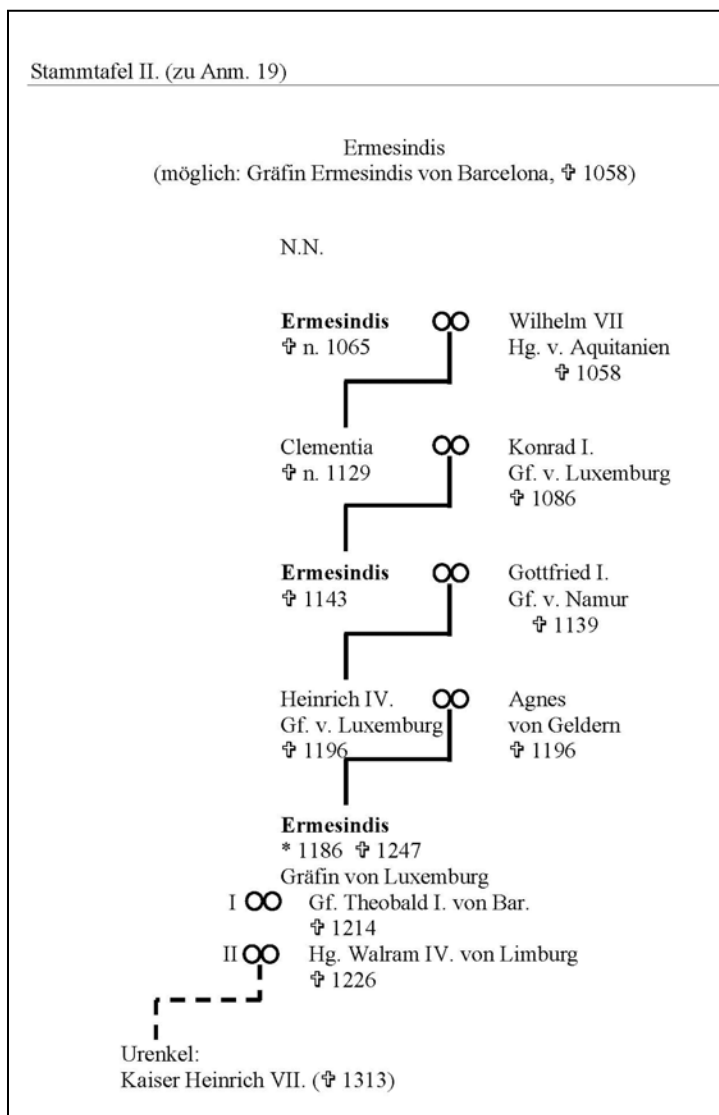 Stammtafel II. (zu Anm. 19)
Ermesindis
(möglich: Gräfin Ermesindis von Barcelona, ✞ 1058)
N.N.
Ermesindis Wilhelm VII
✞ n. 1065 Hg. v. Aquitanien
✞ 1058
Clementia Konrad I.
✞ n. 1129 Gf. v. Luxemburg
✞ 1086
Ermesindis Gottfried I.
✞ 1143 Gf. v. Namur
✞ 1139
Heinrich IV. Agnes
Gf. v. Luxemburg von Geldern
✞ 1196 ✞ 1196
Ermesindis
* 1186 ✞ 1247
Gräfin von Luxemburg
I Gf. Theobald I. von Bar.
✞ 1214
II Hg. Walram IV. von Limburg
✞ 1226
Urenkel:
Kaiser Heinrich VII. (✞ 1313)